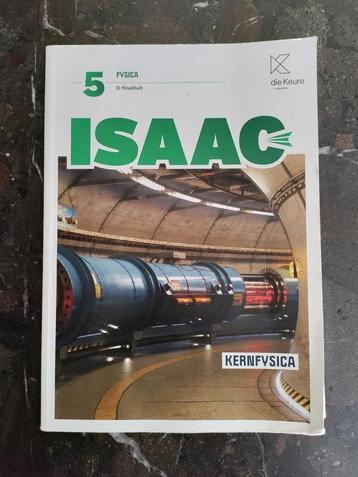 5
FYSICA
D-finaliteit
die Keure
ISAAC
KERNFYSICA